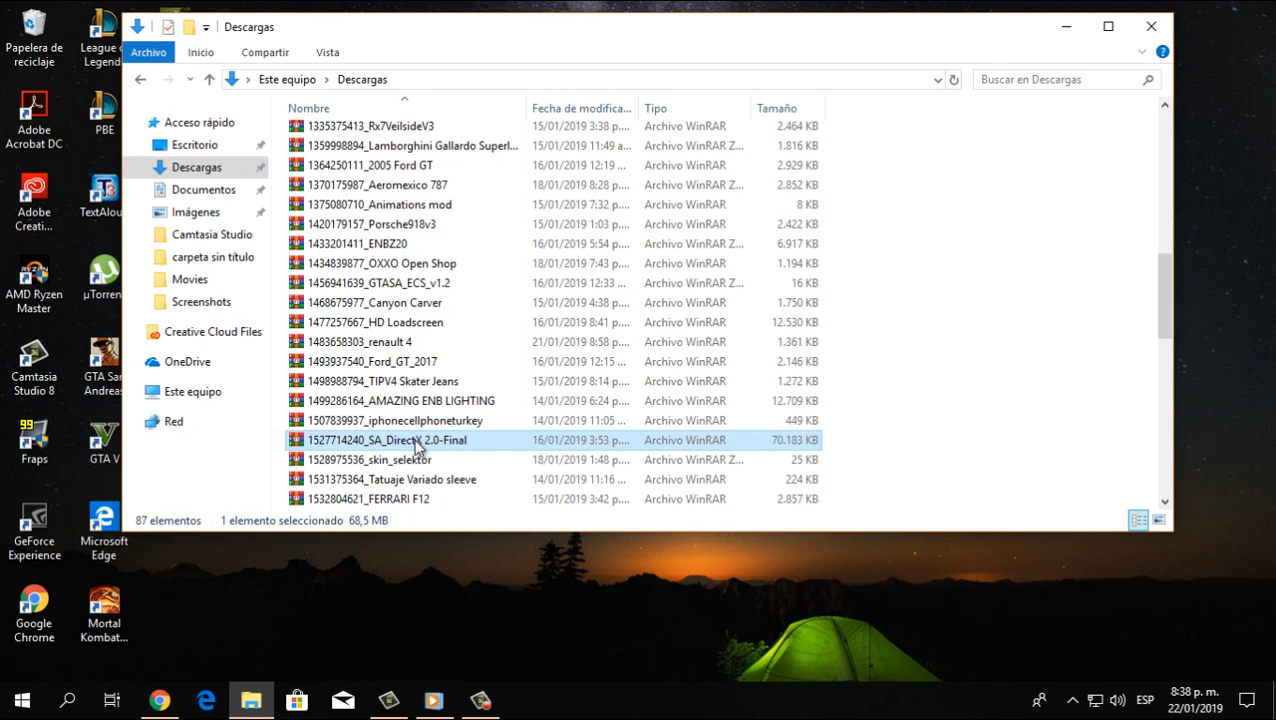 Papelera de reciclaje
League of Legends
Descargas
Archivo
Inicio
Compartir
Vista
Este equipo
Descargas
Buscar en Descargas
Nombre
Fecha de modifica...
Tipo
Tamaño
1335375413_Rx7VeilsideV3 15/01/2019 3:38 p.... Archivo WinRAR 2.464 KB
1359998894_Lamborghini Gallardo Superl... 15/01/2019 11:49 a... Archivo WinRAR Z... 1.816 KB
1364250111_2005 Ford GT 16/01/2019 12:19 ... Archivo WinRAR 2.929 KB
1370175987_Aeromexico 787 18/01/2019 8:28 p.... Archivo WinRAR Z... 2.852 KB
1375080710_Animations mod 15/01/2019 7:32 p.... Archivo WinRAR 8 KB
1420179157_Porsche918v3 15/01/2019 1:03 p.... Archivo WinRAR 2.422 KB
1433201411_ENBZ20 16/01/2019 5:54 p.... Archivo WinRAR Z... 6.917 KB
1434839877_OXXO Open Shop 18/01/2019 7:43 p.... Archivo WinRAR 1.194 KB
1456941639_GTASA_ECS_v1.2 16/01/2019 12:33 ... Archivo WinRAR 16 KB
1468675977_Canyon Carver 15/01/2019 4:38 p.... Archivo WinRAR 1.750 KB
1477257667_HD Loadscreen 16/01/2019 8:41 p.... Archivo WinRAR 12.530 KB
1483658303_renault 4 21/01/2019 8:58 p.... Archivo WinRAR 1.361 KB
1493937540_Ford_GT_2017 16/01/2019 12:15 ... Archivo WinRAR 2.146 KB
1498988794_TIPV4 Skater Jeans 15/01/2019 8:14 p.... Archivo WinRAR 1.272 KB
1499286164_AMAZING ENB LIGHTING 14/01/2019 6:24 p.... Archivo WinRAR 12.709 KB
1507839937_iphonecellphoneturkey 14/01/2019 11:05 ... Archivo WinRAR 449 KB
1527714240_SA_DirectX 2.0-Final 16/01/2019 3:53 p.... Archivo WinRAR 70.183 KB
1528975536_skin_selektor 18/01/2019 1:48 p.... Archivo WinRAR Z... 25 KB
1531375364_Tatuaje Variado sleeve 14/01/2019 11:16 ... Archivo WinRAR 224 KB
1532804621_FERRARI F12 15/01/2019 3:42 p.... Archivo WinRAR 2.857 KB
Acceso rápido
Escritorio
Descargas
Documentos
Imágenes
Camtasia Studio
carpeta sin título
Movies
Screenshots
Creative Cloud Files
OneDrive
Este equipo
Red
87 elementos
1 elemento seleccionado 68,5 MB
Adobe Acrobat DC
PBE
Adobe Creati...
TextAlou
AMD Ryzen Master
µTorren
Camtasia Studio 8
GTA San Andreas
99
Fraps
GTA V
GeForce Experience
Microsoft Edge
Google Chrome
Mortal Kombat...
ESP
8:38 p. m.
22/01/2019